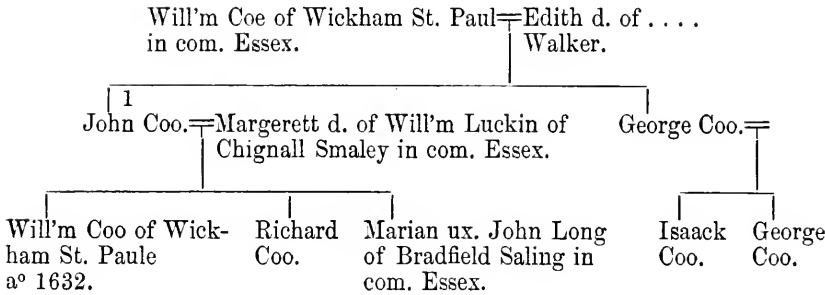 Will'm Coe of Wickham St. Paul=Edith d. of . . . .
in com. Essex. Walker.
1
John Coo.=Margerett d. of Will'm Luckin of
Chignall Smaley in com. Essex.
George Coo.=
Will'm Coo of Wick-
ham St. Paule
aº 1632.
Richard
Coo.
Marian ux. John Long
of Bradfield Saling in
com. Essex.
Isaack
Coo.
George
Coo.